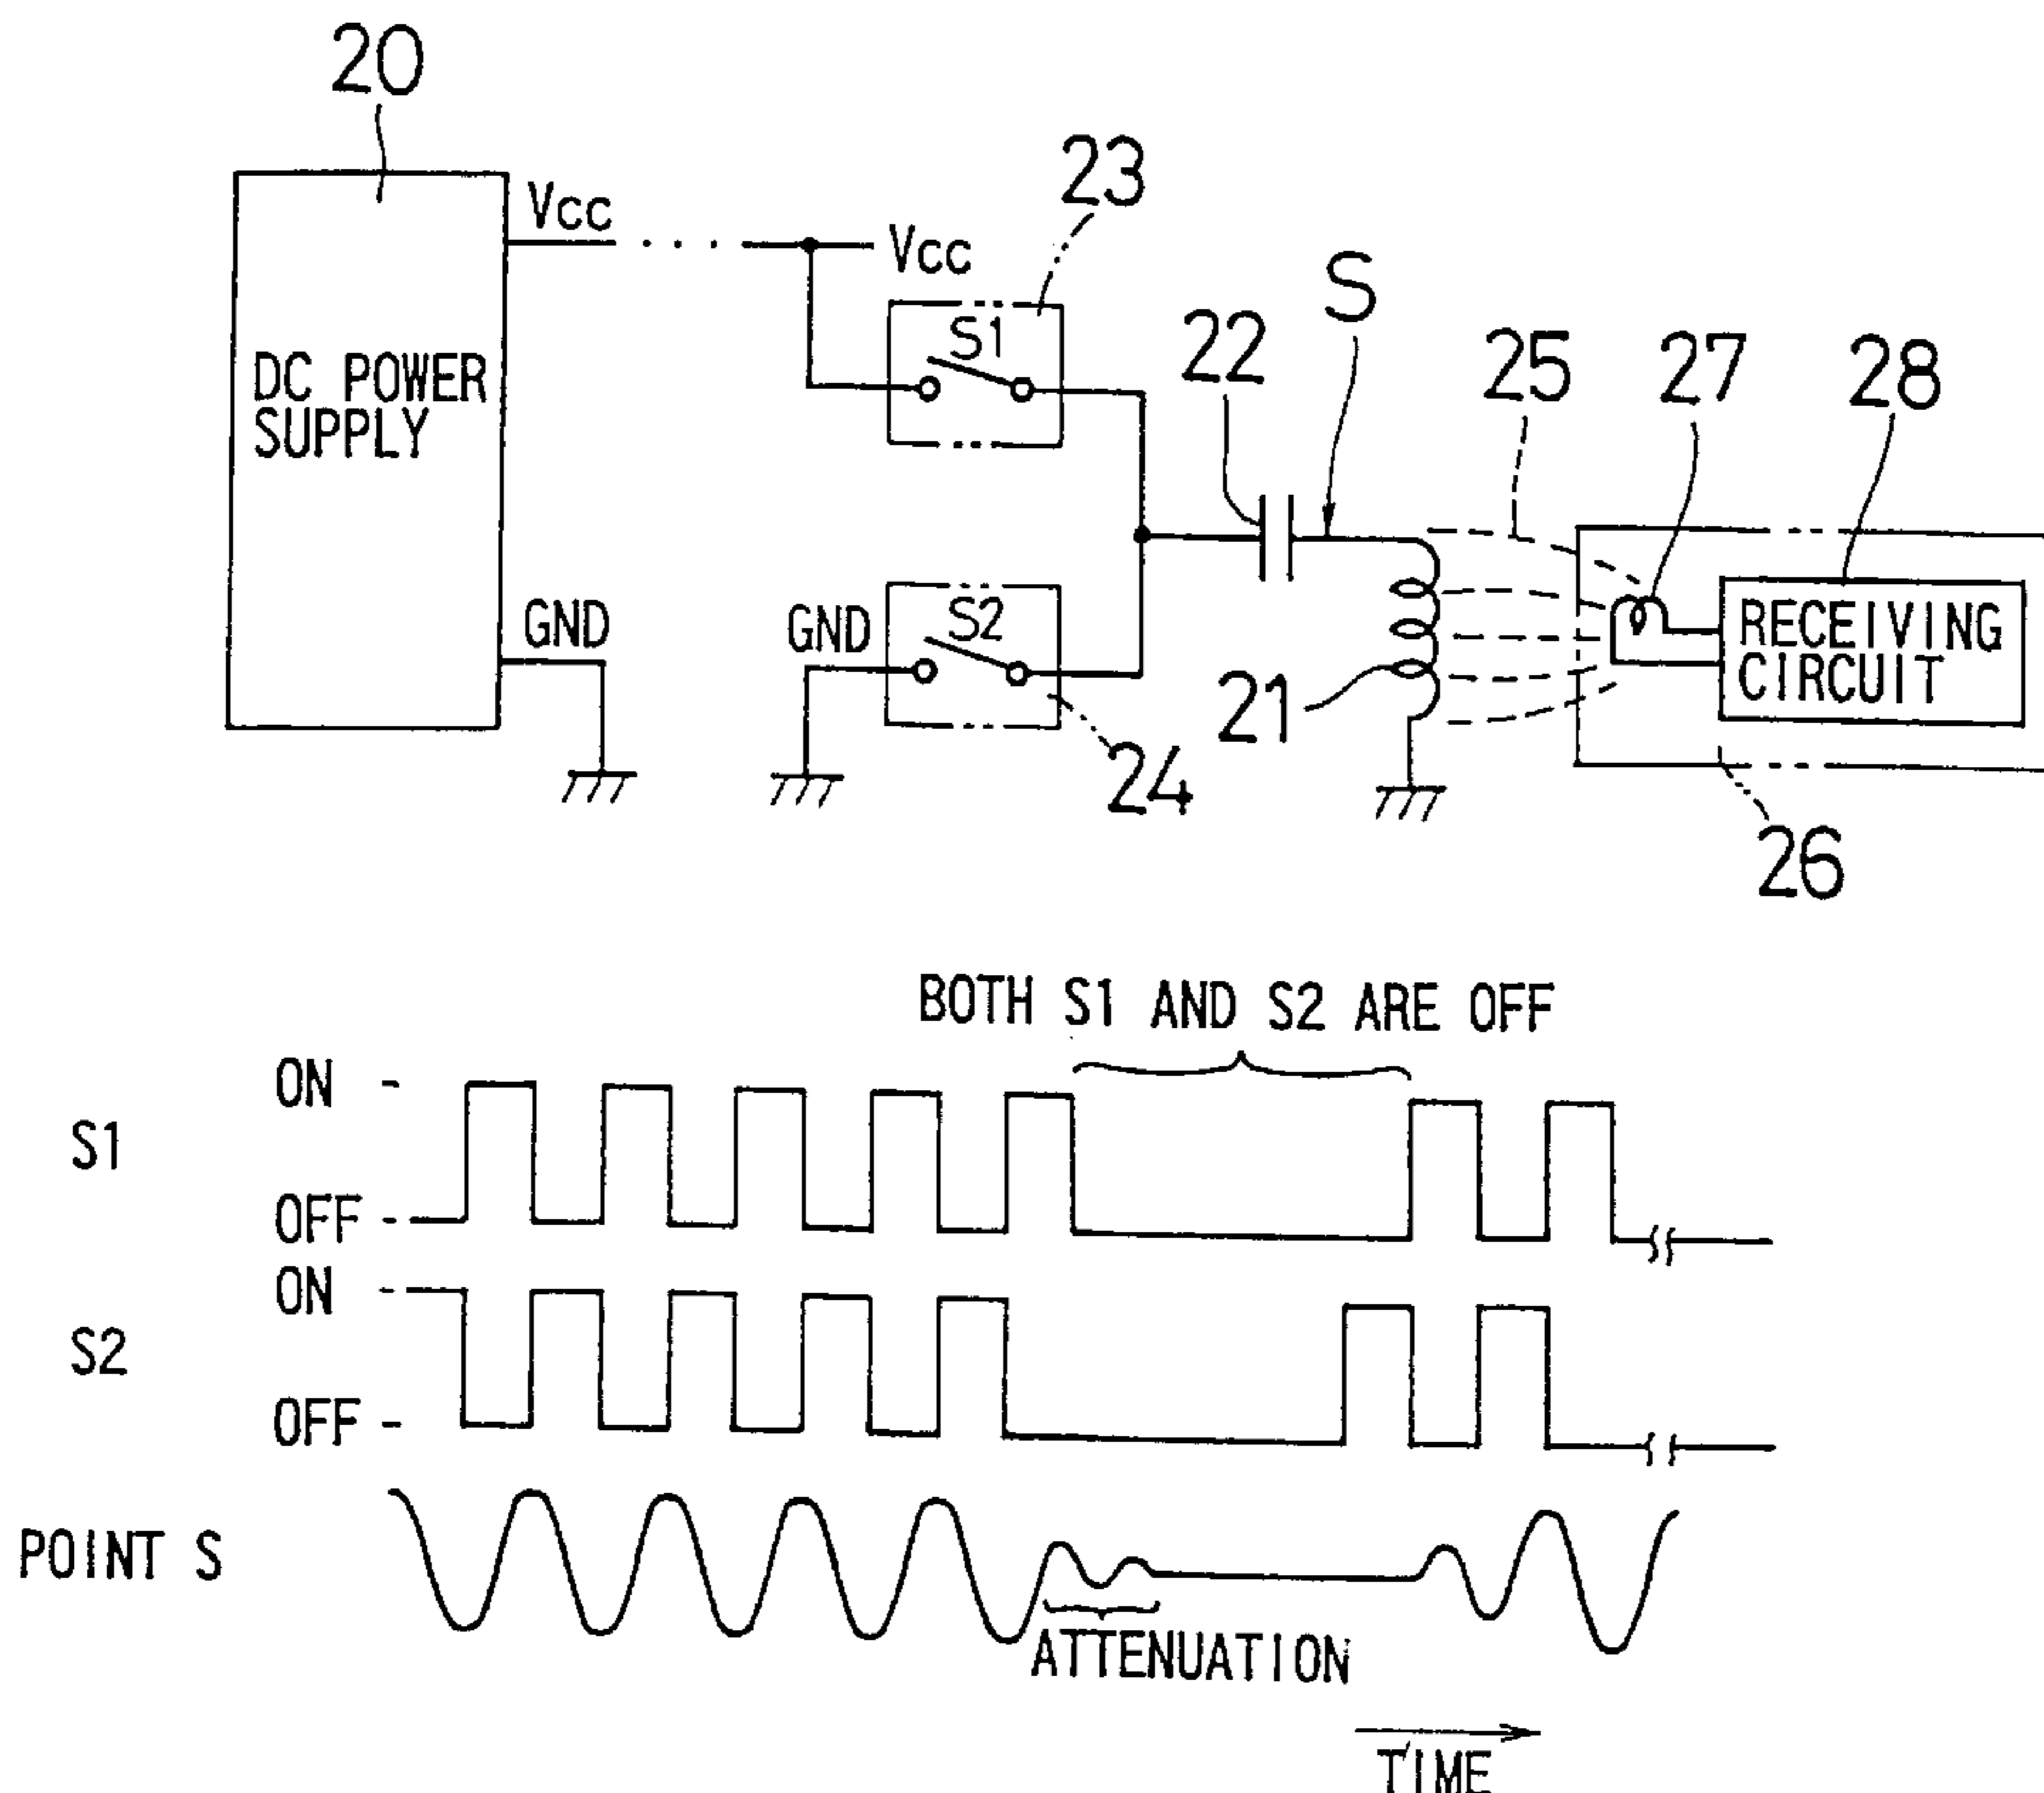 20
Vcc
Vcc
23
S1
DC POWER
SUPPLY
22
S
25
27
28
GND
GND
S2
24
21
RECEIVING
CIRCUIT
26
BOTH S1 AND S2 ARE OFF
S1
ON
OFF
S2
ON
OFF
POINT S
ATTENUATION
TIME